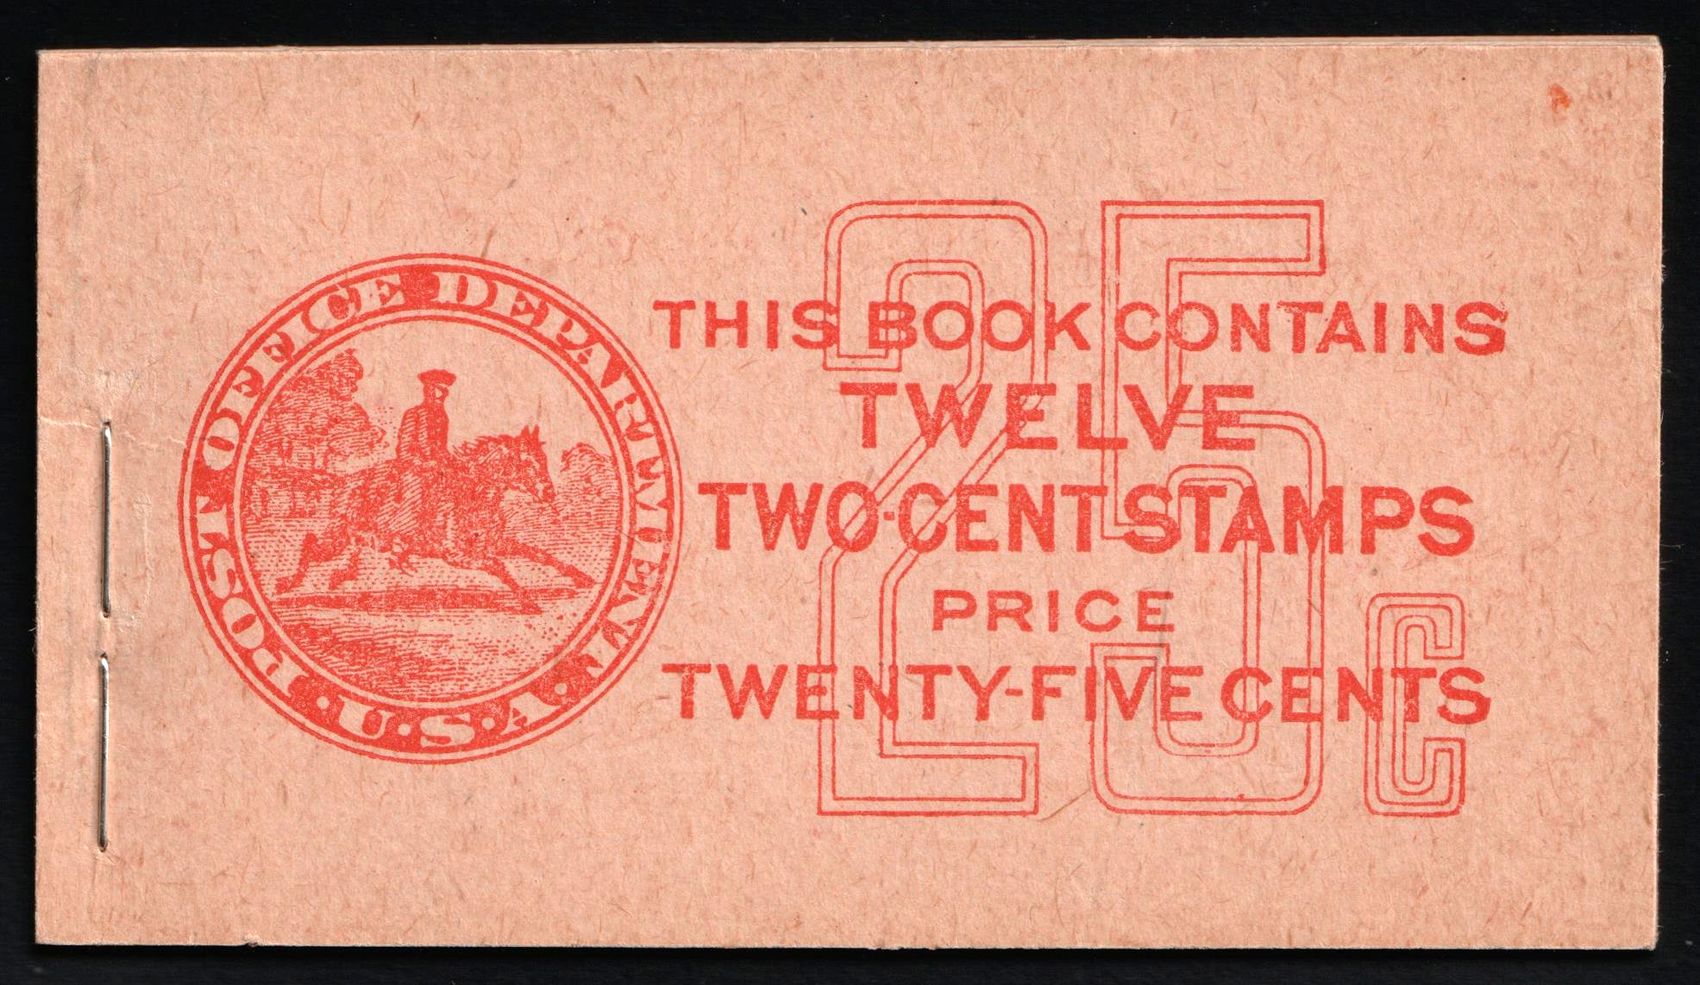 POST OFFICE DEPARTMENT.
·U·S·A·
25c
THIS BOOK CONTAINS
TWELVE
TWO-CENT STAMPS
PRICE
TWENTY-FIVE CENTS